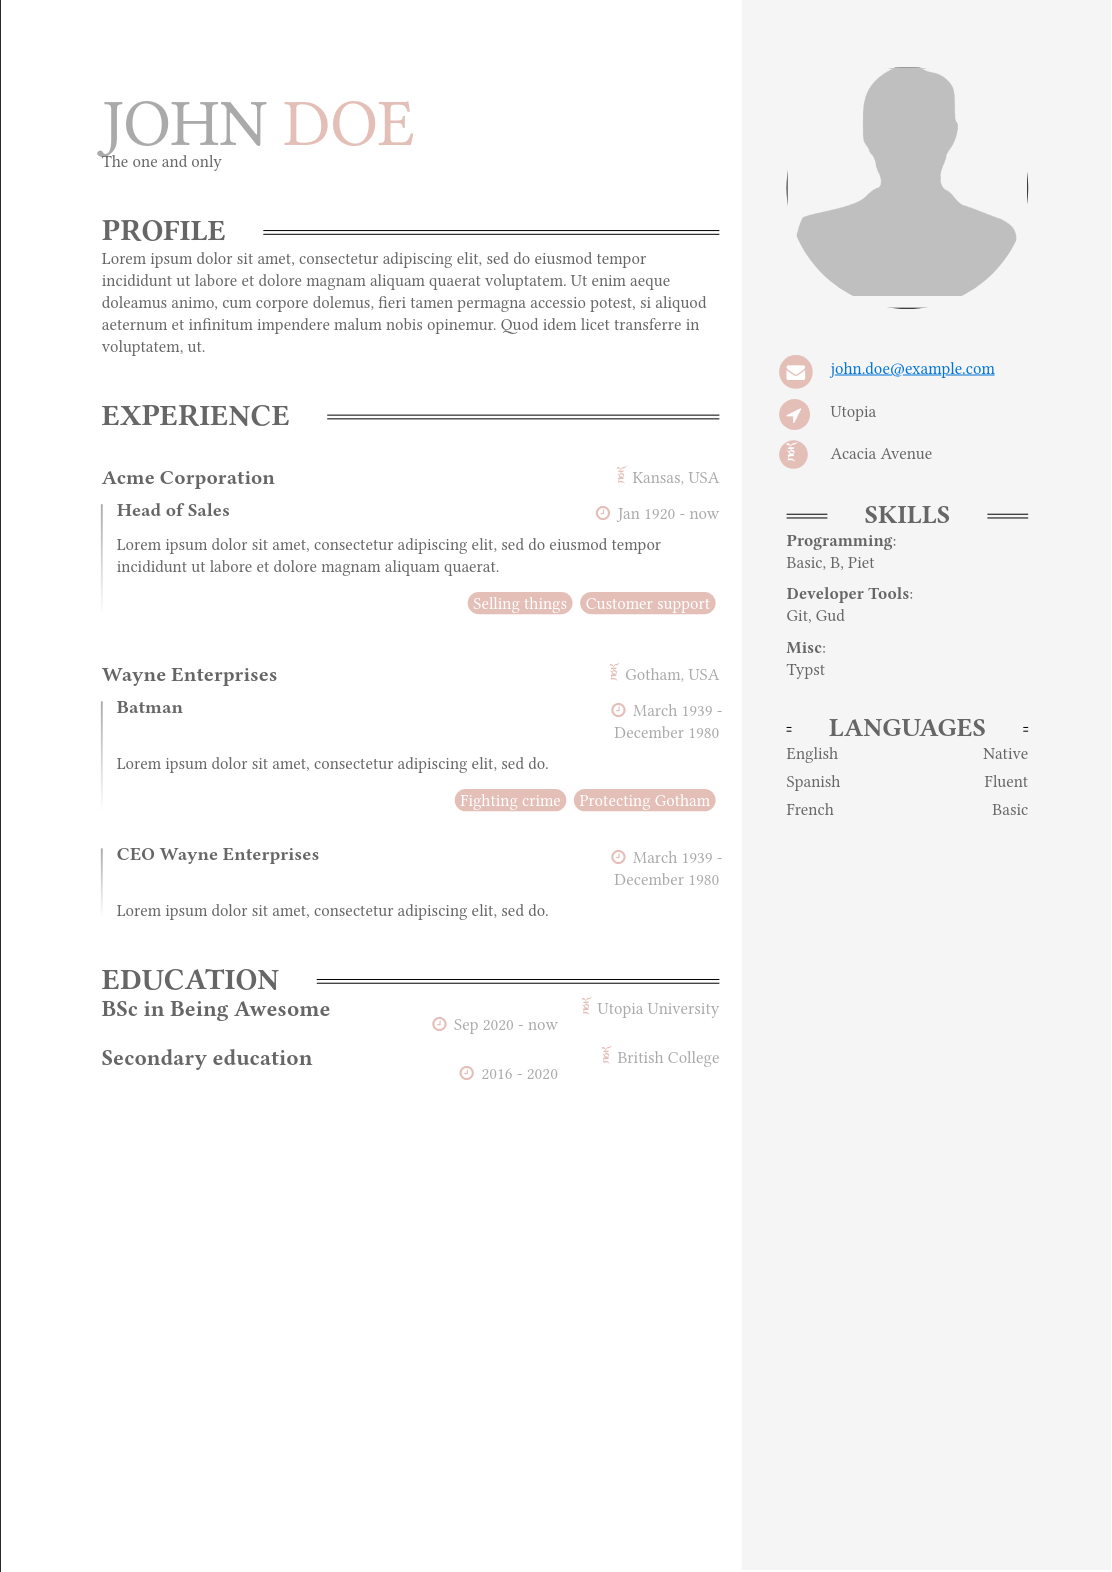 JOHN DOE
The one and only
PROFILE
Lorem ipsum dolor sit amet, consectetur adipiscing elit, sed do eiusmod tempor
incididunt ut labore et dolore magnam aliquam quaerat voluptatem. Ut enim aeque
doleamus animo, cum corpore dolemus, fieri tamen permagna accessio potest, si aliquod
aeternum et infinitum impendere malum nobis opinemur. Quod idem licet transferre in
voluptatem, ut.
EXPERIENCE
Acme Corporation
Kansas, USA
Head of Sales
Jan 1920 - now
Lorem ipsum dolor sit amet, consectetur adipiscing elit, sed do eiusmod tempor
incididunt ut labore et dolore magnam aliquam quaerat.
Selling things Customer support
Wayne Enterprises
Gotham, USA
Batman
March 1939 -
December 1980
Lorem ipsum dolor sit amet, consectetur adipiscing elit, sed do.
Fighting crime Protecting Gotham
CEO Wayne Enterprises
March 1939 -
December 1980
Lorem ipsum dolor sit amet, consectetur adipiscing elit, sed do.
EDUCATION
BSc in Being Awesome
Utopia University
Sep 2020 - now
Secondary education
British College
2016 - 2020
john.doe@example.com
Utopia
Acacia Avenue
SKILLS
Programming:
Basic, B, Piet
Developer Tools:
Git, Gud
Misc:
Typst
LANGUAGES
English Native
Spanish Fluent
French Basic